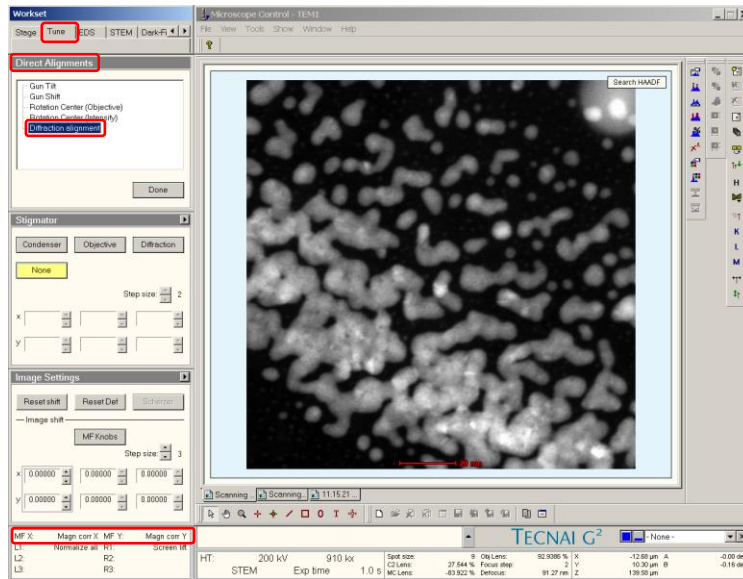 Workset
Microscope Control - TEM1
Stage Tune EDS STEM Dark-Fi
File View Tools Show Window Help
Direct Alignments
Gun Tilt
Gun Shift
Rotation Center (Objective)
Rotation Center (Intensity)
Diffraction alignment
Done
Search HAADF
Stigmator
Condenser Objective Diffraction
None
Step size: 2
x
y
Image Settings
Reset shift Reset Def Scherzer
Image shift
MF Knobs
Step size: 3
x 0.00000 0.00000 0.00000
y 0.00000 0.00000 0.00000
H
K
L
M
Scanning... Scanning... 11.15.21 ...
MF X: Magn corr X MF Y: Magn corr Y
L1: Normalize all R1: Screen lift
L2: R2:
L3: R3:
TECNAI G²
- None -
HT: 200 kV 910 kx
STEM Exp time 1.0 s
Spot size: 9 Obj Lens: 92.9386 % X -12.68 µm A -0.00 de
C2 Lens: 27.544 % Focus step: 2 Y 10.30 µm B -0.16 de
MC Lens: -83.922 % Defocus: 91.27 nm Z 139.58 µm